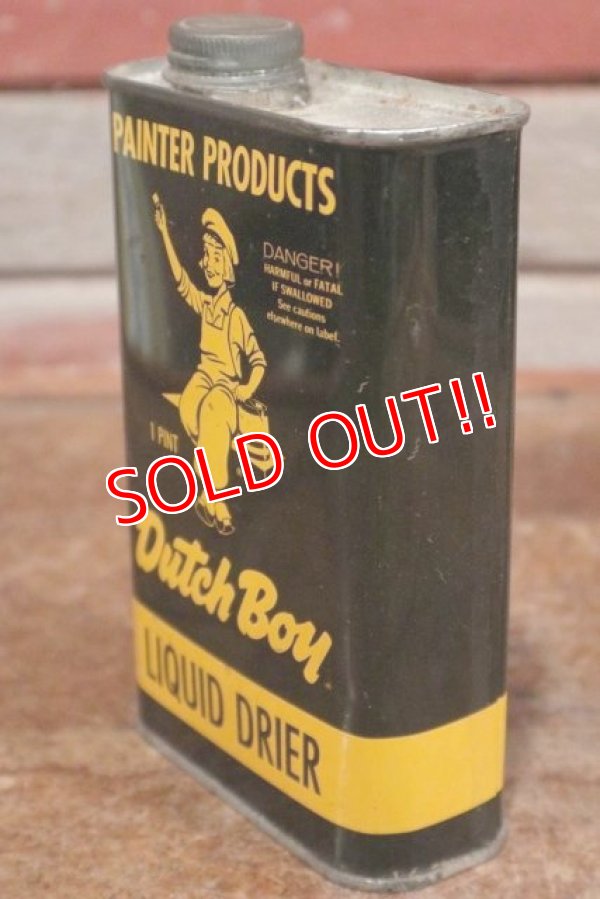 PAINTER PRODUCTS
DANGER!
HARMFUL or FATAL
IF SWALLOWED
See cautions
elsewhere on label.
1 PINT
SOLD OUT!!
Dutch Boy
LIQUID DRIER